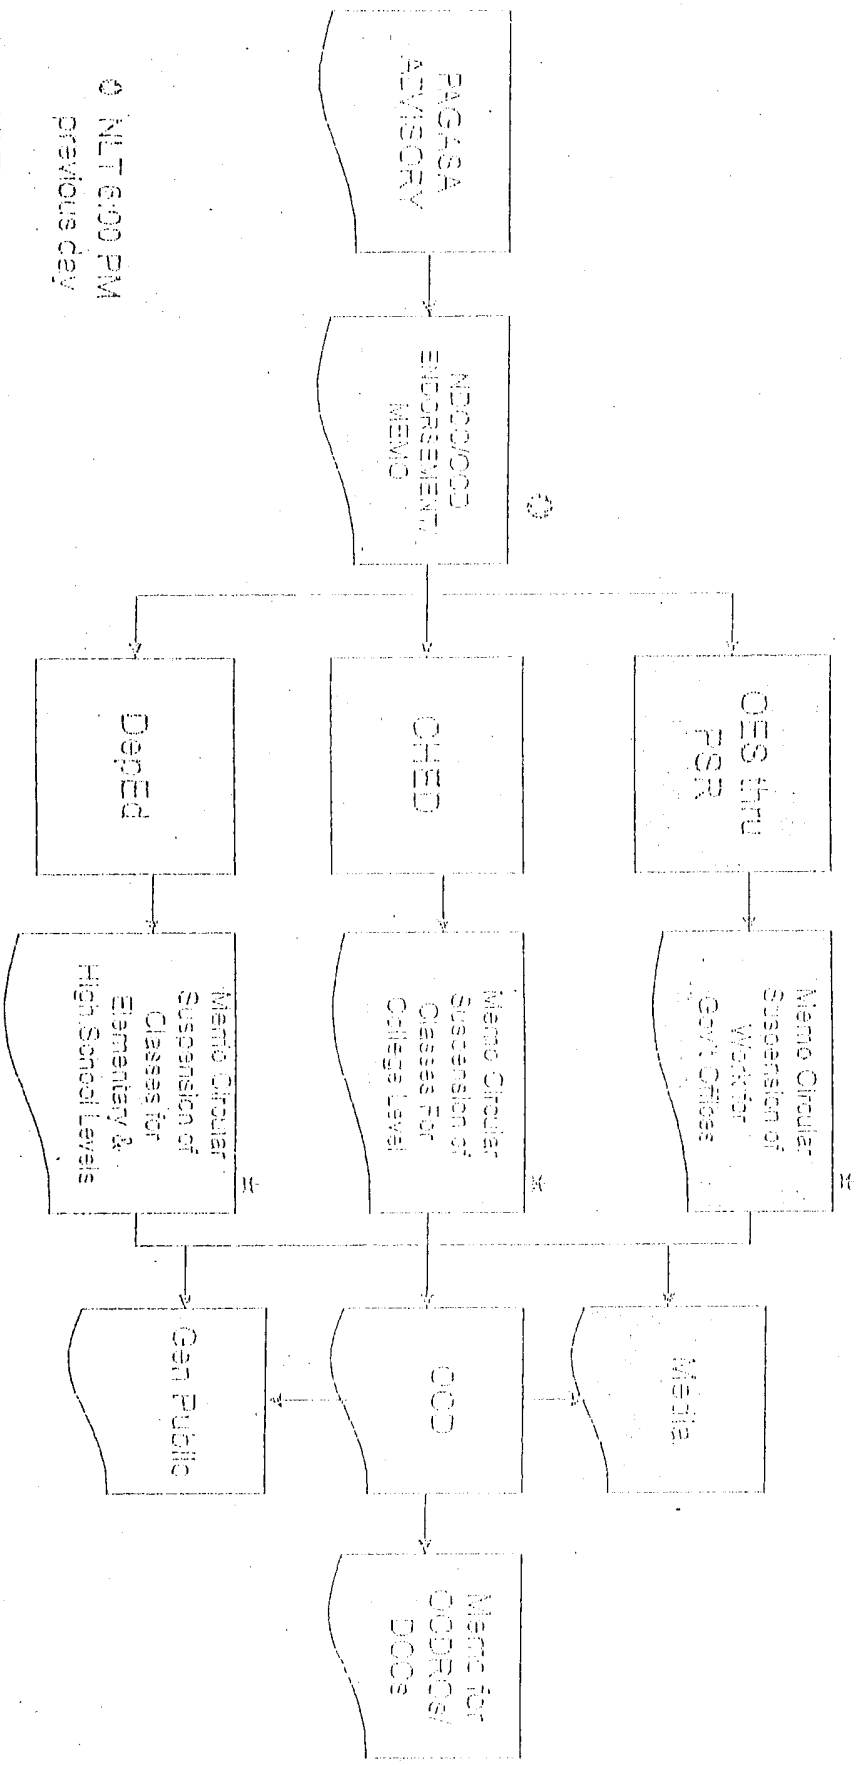 PAGASA
ADVISORY
NDCC/OCD
ENDORSEMENT/
MEMO
OES thru
PSR
CHED
DepEd
Memo Circular
Suspension of
Work for
Gov't Offices
Memo Circular
Suspension of
Classes For
College Level
Memo Circular
Suspension of
Classes for
Elementary &
High School Levels
Media
OCD
Gen Public
Memo for
OCDRCs/
DCCs
NLT 6:00 PM
previous day